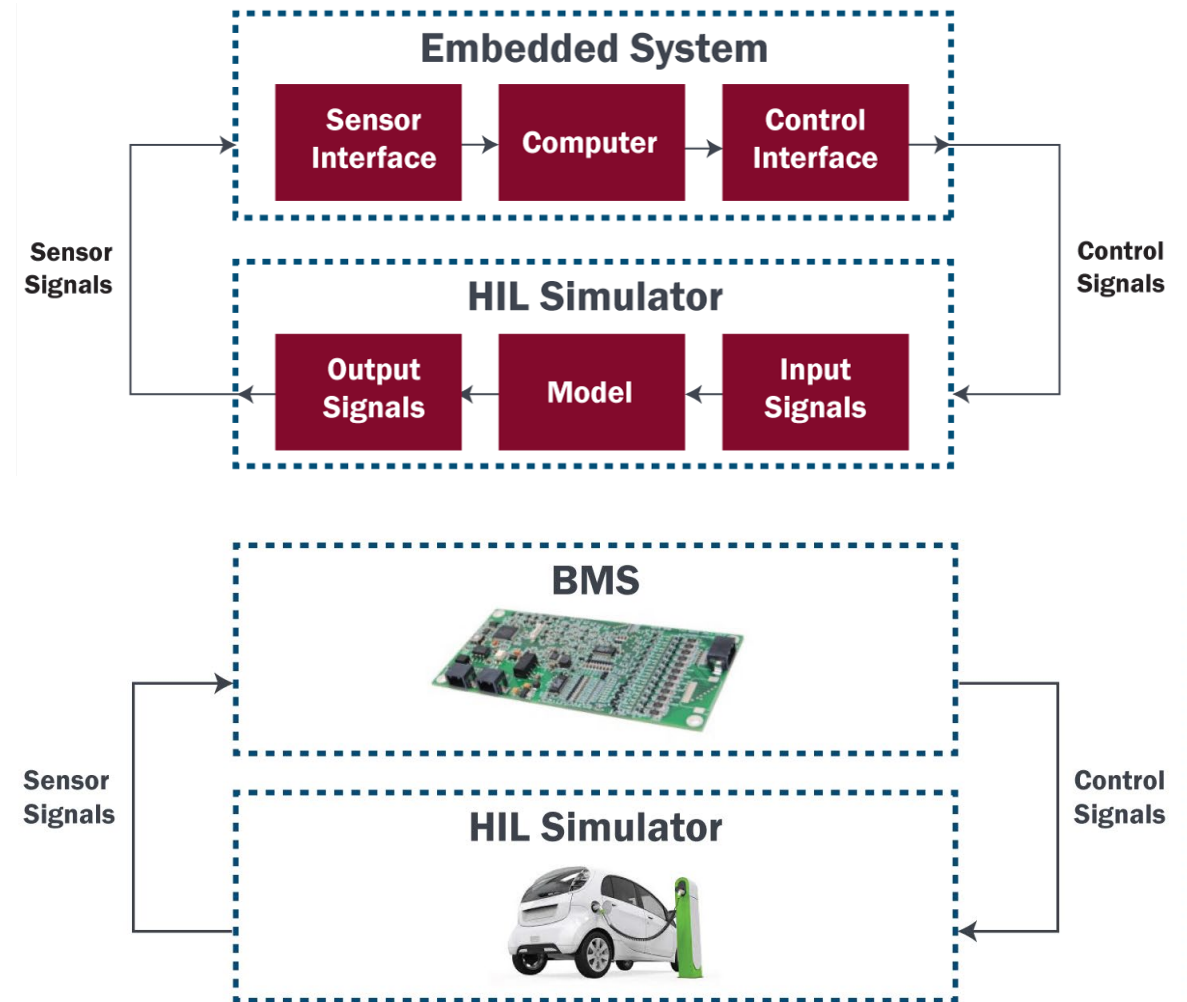 Embedded System
Sensor
Interface
Computer
Control
Interface
Sensor
Signals
Control
Signals
HIL Simulator
Output
Signals
Model
Input
Signals
BMS
Sensor
Signals
Control
Signals
HIL Simulator